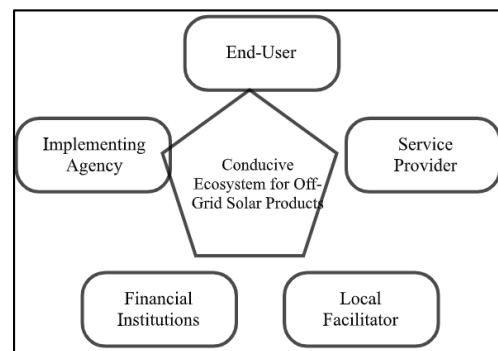 End-User
Implementing
Agency
Service
Provider
Conducive
Ecosystem for Off-
Grid Solar Products
Financial
Institutions
Local
Facilitator